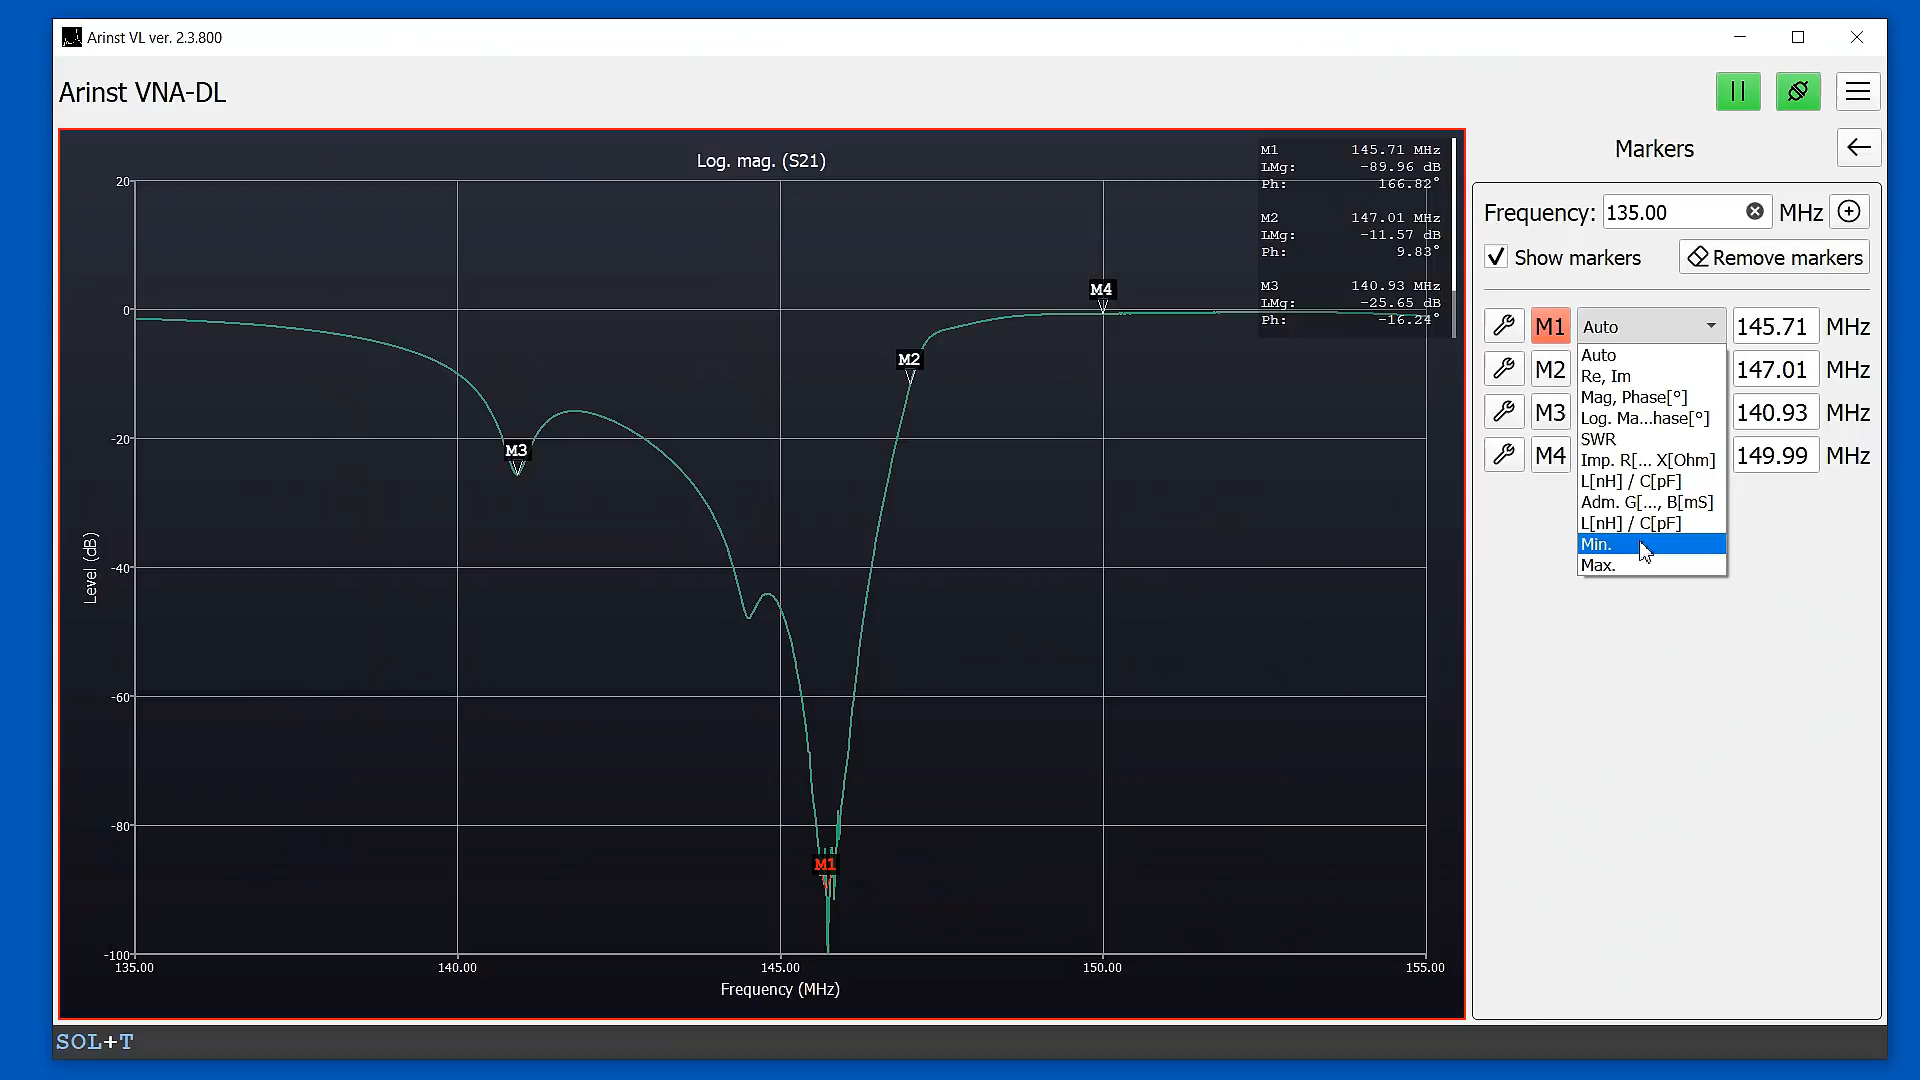 Arinst VL ver. 2.3.800
Arinst VNA-DL
Log. mag. (S21)
M1 145.71 MHz
LMg: -89.96 dB
Ph: 166.82°
M2 147.01 MHz
LMg: -11.57 dB
Ph: 9.83°
M3 140.93 MHz
LMg: -25.65 dB
Ph: -16.24°
20
0
-20
-40
-60
-80
-100
Level (dB)
M4
M2
M3
M1
135.00 140.00 145.00 150.00 155.00
Frequency (MHz)
Markers
Frequency: 135.00 MHz
Show markers Remove markers
M1 Auto 145.71 MHz
M2 147.01 MHz
M3 140.93 MHz
M4 149.99 MHz
Auto
Re, Im
Mag, Phase[°]
Log. Ma...hase[°]
SWR
Imp. R[... X[Ohm]
L[nH] / C[pF]
Adm. G[..., B[mS]
L[nH] / C[pF]
Min.
Max.
SOL+T